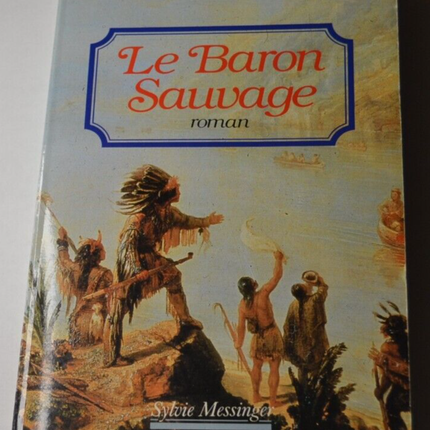 Le Baron
Sauvage
roman
Sylvie Messinger